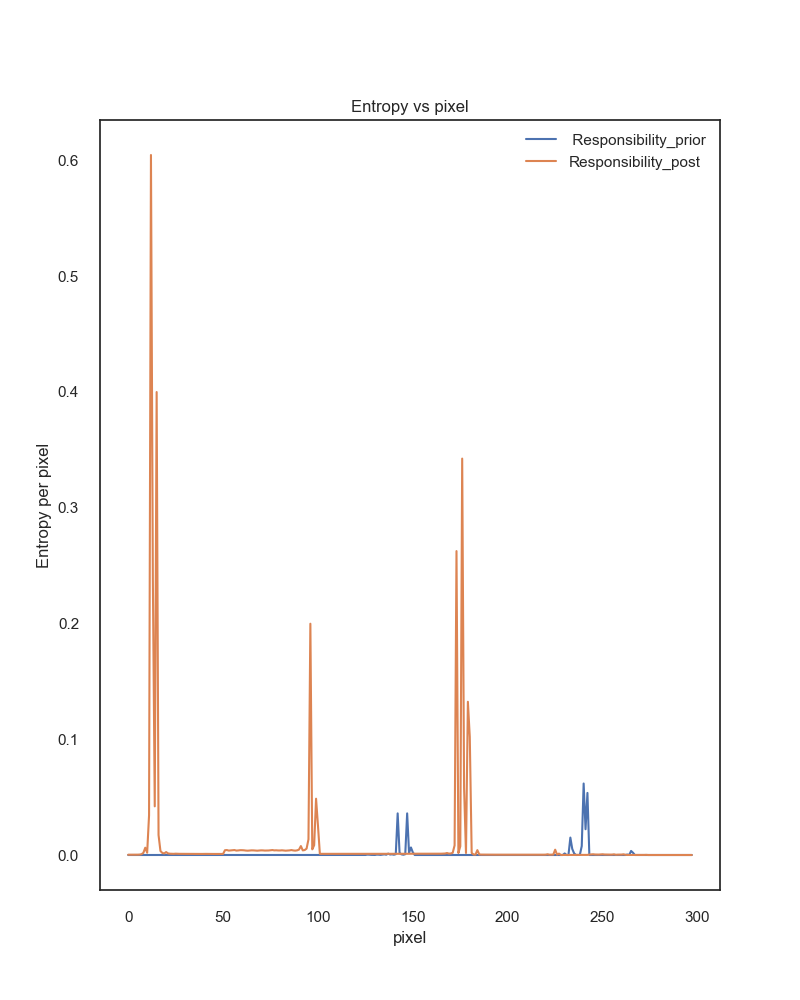 Entropy vs pixel
Responsibility_prior
Responsibility_post
0.6
0.5
0.4
0.3
0.2
0.1
0.0
Entropy per pixel
0 50 100 150 200 250 300
pixel